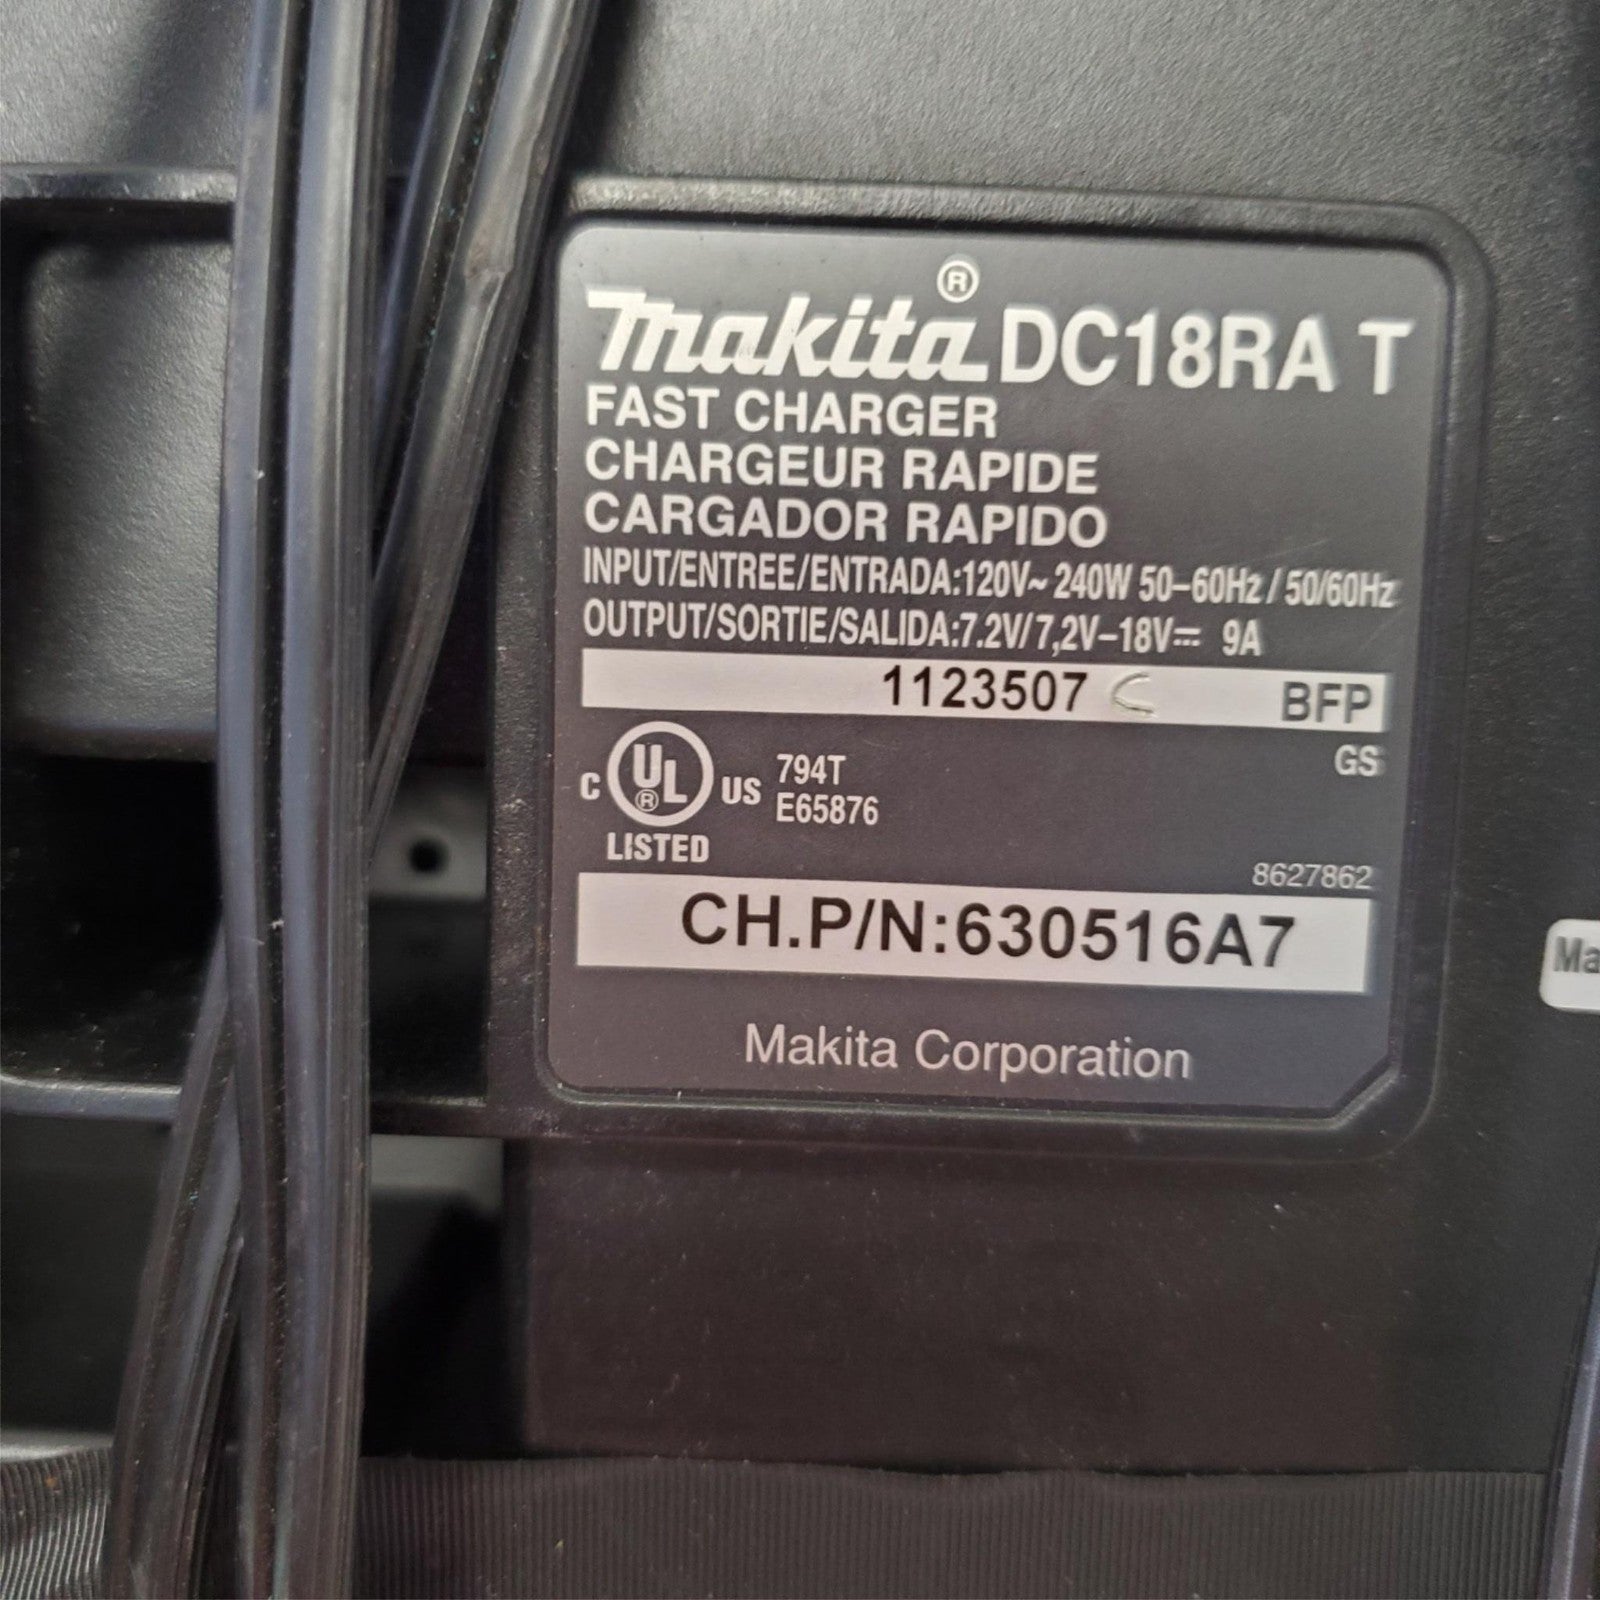 makita® DC18RA T
FAST CHARGER
CHARGEUR RAPIDE
CARGADOR RAPIDO
INPUT/ENTREE/ENTRADA:120V~ 240W 50–60Hz / 50/60Hz
OUTPUT/SORTIE/SALIDA:7.2V/7,2V–18V⎓ 9A
1123507 C BFP
GS
C UL® US 794T
E65876
LISTED
8627862
CH.P/N:630516A7
Makita Corporation
Ma